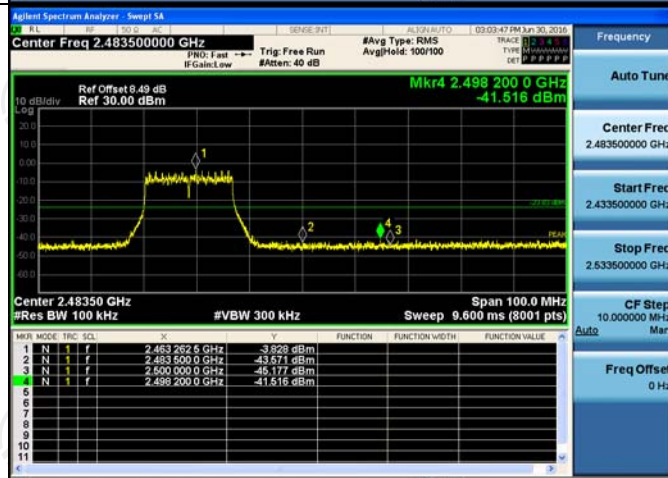 Agilent Spectrum Analyzer - Swept SA
RL RF 50 Ω AC SENSE:INT ALIGNAUTO 03:03:47 PM Jun 30, 2016
Center Freq 2.483500000 GHz #Avg Type: RMS TRACE 1 2 3 4 5 6
PNO: Fast Trig: Free Run Avg|Hold: 100/100 TYPE
IFGain:Low #Atten: 40 dB DET P P P P P P
Mkr4 2.498 200 0 GHz
Ref Offset 8.49 dB
10 dB/div Ref 30.00 dBm -41.516 dBm
Log
20.0
10.0
0.00
1
-10.0
-20.0
-30.0
2 4 3
-40.0
PEAK
-50.0
-60.0
Center 2.48350 GHz Span 100.0 MHz
#Res BW 100 kHz #VBW 300 kHz Sweep 9.600 ms (8001 pts)
MKR MODE TRC SCL X Y FUNCTION FUNCTION WIDTH FUNCTION VALUE
1 N 1 f 2.463 262 5 GHz -3.828 dBm
2 N 1 f 2.483 500 0 GHz -43.571 dBm
3 N 1 f 2.500 000 0 GHz -45.177 dBm
4 N 1 f 2.498 200 0 GHz -41.516 dBm
5
6
7
8
9
10
11
Frequency
Auto Tune
Center Freq
2.483500000 GHz
Start Freq
2.433500000 GHz
Stop Freq
2.533500000 GHz
CF Step
10.000000 MHz
Auto Man
Freq Offset
0 Hz